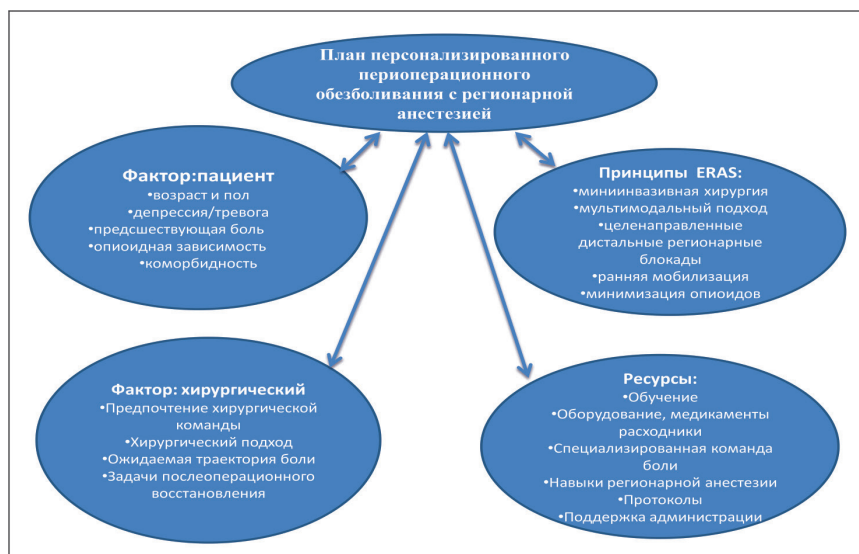 План персонализированного
периоперационного
обезболивания с регионарной
анестезией
Фактор:пациент
•возраст и пол
•депрессия/тревога
•предсшествующая боль
•опиоидная зависимость
•коморбидность
Принципы ERAS:
•миниинвазивная хирургия
•мультимодальный подход
•целенаправленные
дистальные регионарные
блокады
•ранняя мобилизация
•минимизация опиоидов
Фактор: хирургический
•Предпочтение хирургической
команды
•Хирургический подход
•Ожидаемая траектория боли
•Задачи послеоперационного
восстановления
Ресурсы:
•Обучение
•Оборудование, медикаменты
расходники
•Специализированная команда
боли
•Навыки регионарной анестезии
•Протоколы
•Поддержка администрации